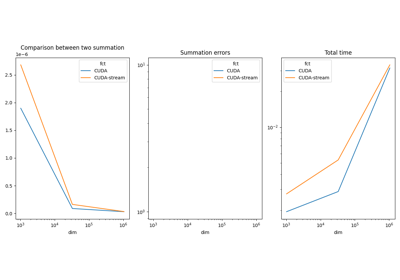 Comparison between two summation
1e−6
fct
CUDA
CUDA-stream
2.5
2.0
1.5
1.0
0.5
0.0
10³
10⁴
10⁵
10⁶
dim
Summation errors
fct
CUDA
CUDA-stream
10¹
10⁰
10³
10⁴
10⁵
10⁶
dim
Total time
fct
CUDA
CUDA-stream
10⁻²
10³
10⁴
10⁵
10⁶
dim